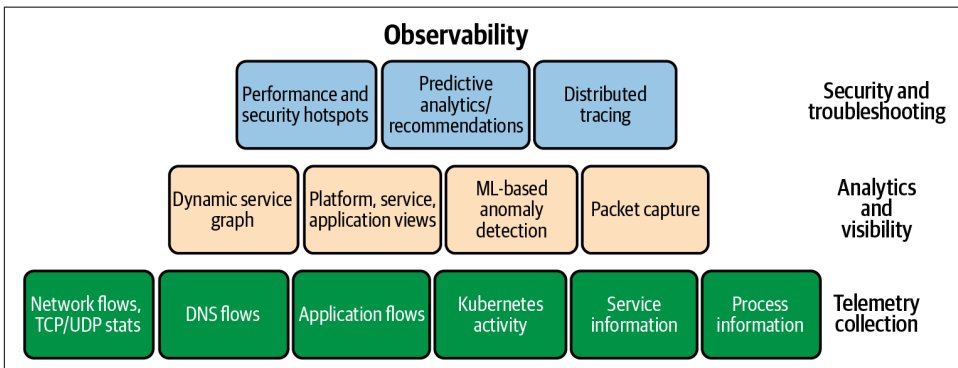 Observability
Performance and
security hotspots
Predictive
analytics/
recommendations
Distributed
tracing
Security and
troubleshooting
Dynamic service
graph
Platform, service,
application views
ML-based
anomaly
detection
Packet capture
Analytics
and
visibility
Network flows,
TCP/UDP stats
DNS flows
Application flows
Kubernetes
activity
Service
information
Process
information
Telemetry
collection